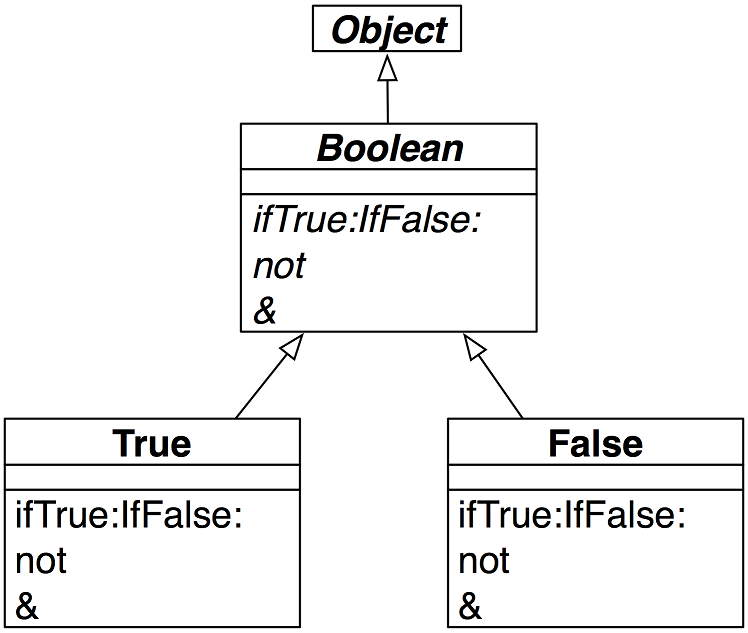 Object
Boolean
ifTrue:IfFalse:
not
&
True
ifTrue:IfFalse:
not
&
False
ifTrue:IfFalse:
not
&